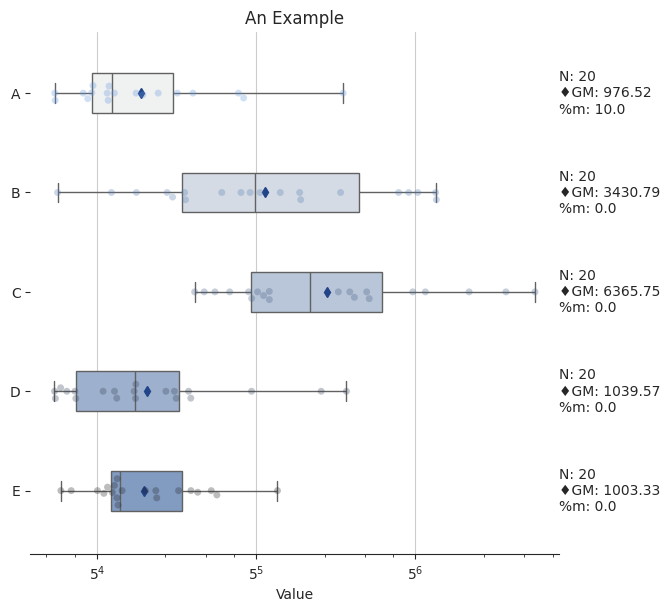 An Example
A
N: 20
♦GM: 976.52
%m: 10.0
B
N: 20
♦GM: 3430.79
%m: 0.0
C
N: 20
♦GM: 6365.75
%m: 0.0
D
N: 20
♦GM: 1039.57
%m: 0.0
E
N: 20
♦GM: 1003.33
%m: 0.0
5⁴ 5⁵ 5⁶
Value